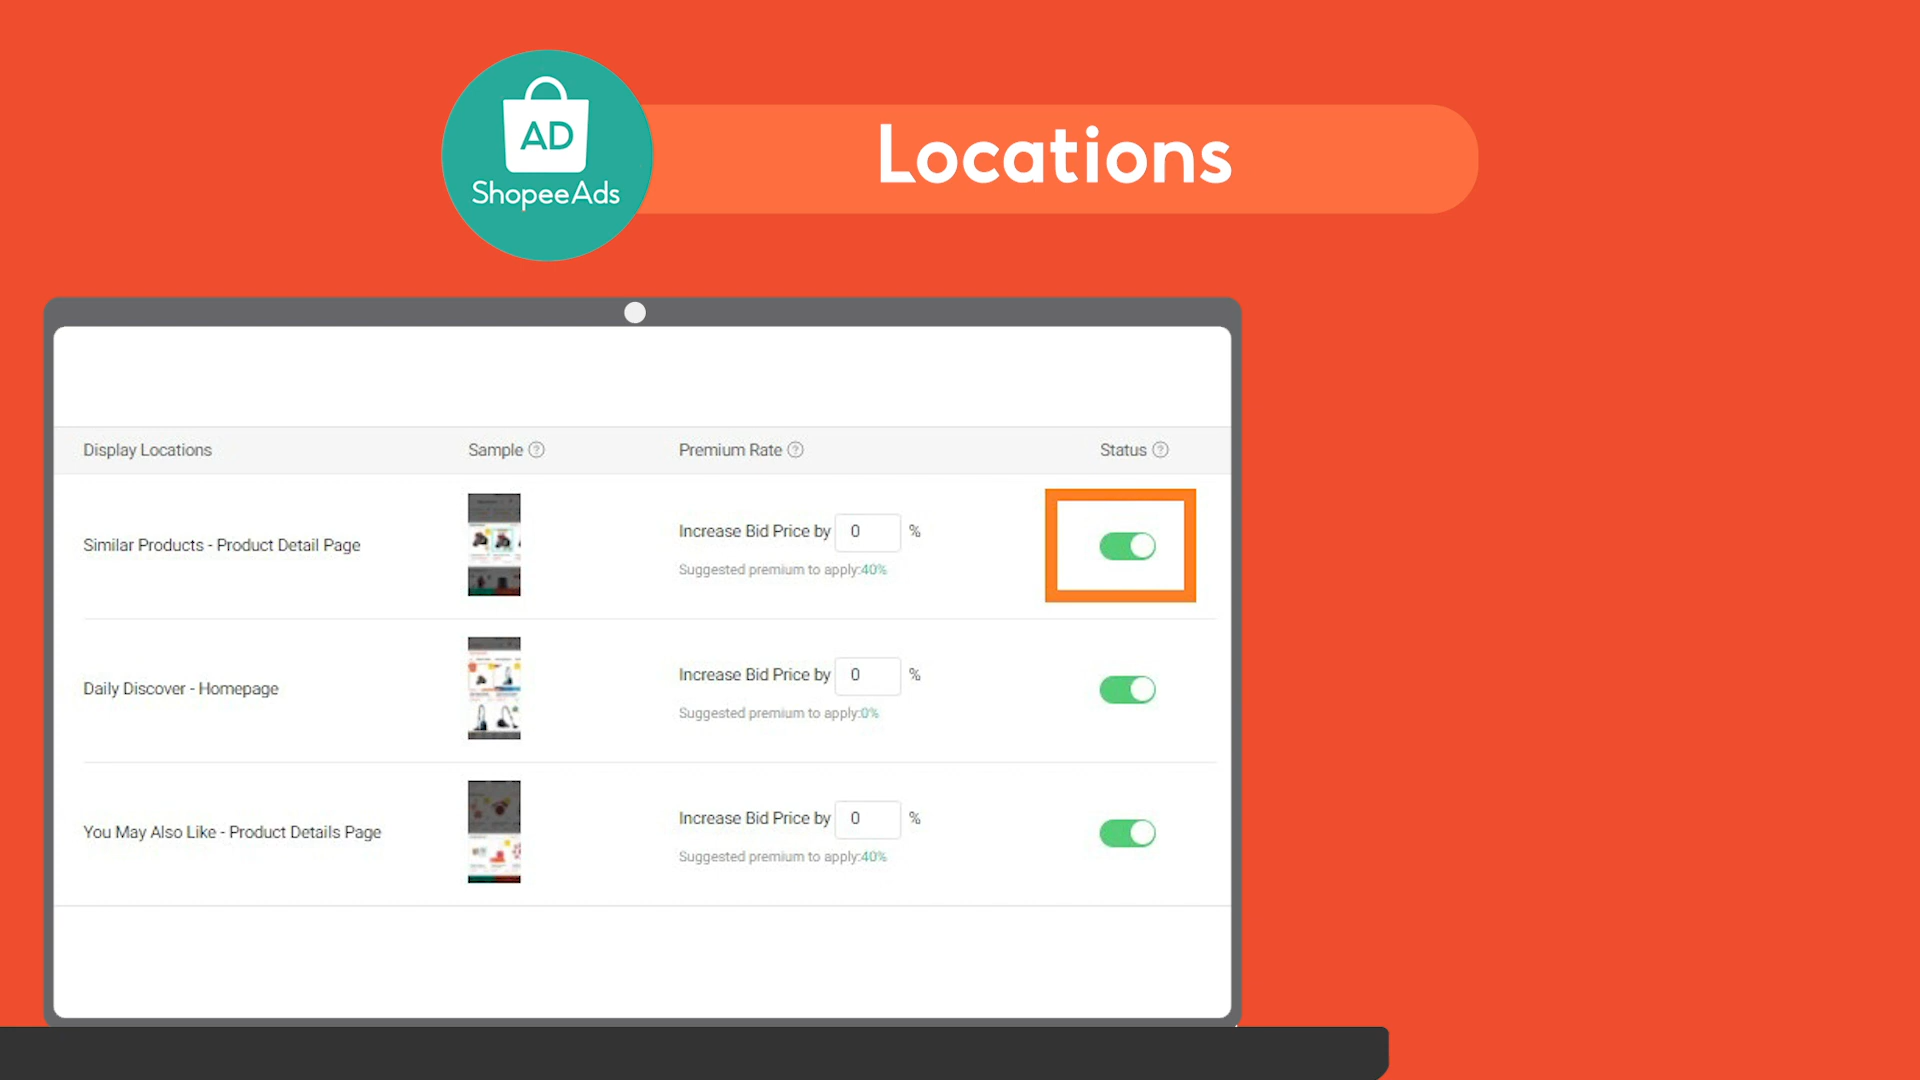 AD
ShopeeAds
Locations
Display Locations Sample ? Premium Rate ? Status ?
Similar Products - Product Detail Page
Increase Bid Price by 0 %
Suggested premium to apply:40%
Daily Discover - Homepage
Increase Bid Price by 0 %
Suggested premium to apply:0%
You May Also Like - Product Details Page
Increase Bid Price by 0 %
Suggested premium to apply:40%